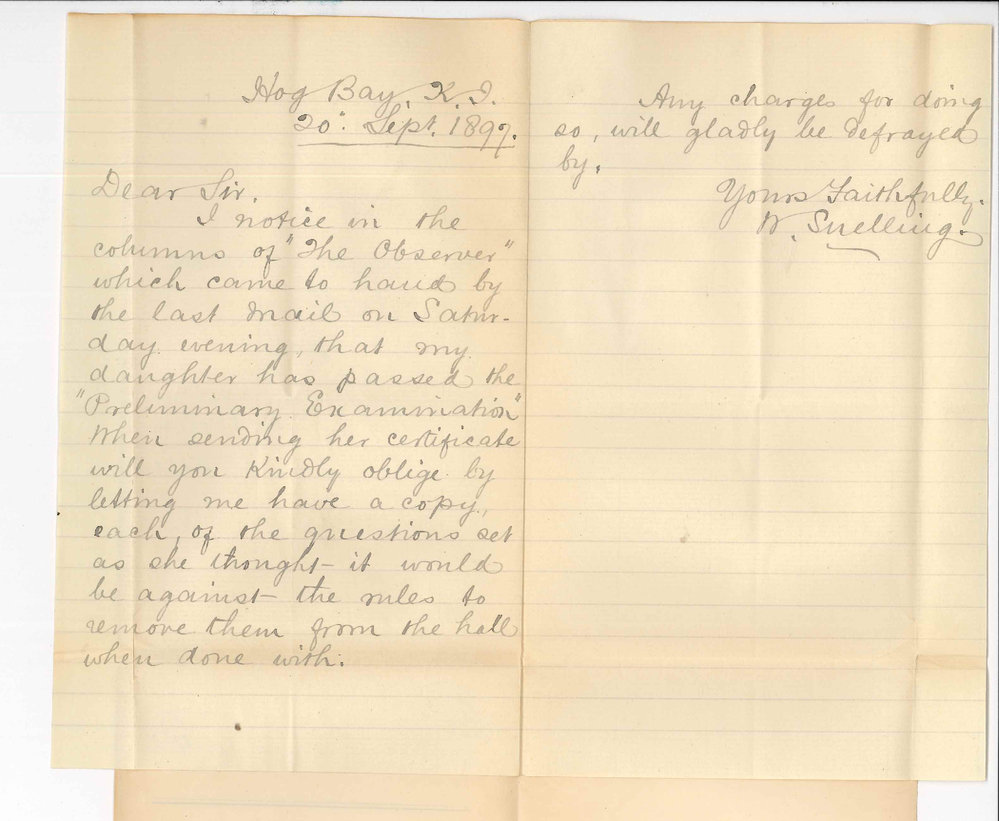 Hog Bay, K. I.
20th Sept. 1897.
Dear Sir.
I notice in the
columns of "The Observer"
which came to hand by
the last mail on Satur-
day evening, that my
daughter has passed the
"Preliminary Examination"
When sending her certificate
will you Kindly oblige by
letting me have a copy,
each, of the questions set
as she thought it would
be against the rules to
remove them from the hall
when done with.
Any charges for doing
so, will gladly be defrayed
by.
Yours Faithfully.
W. Snelling.